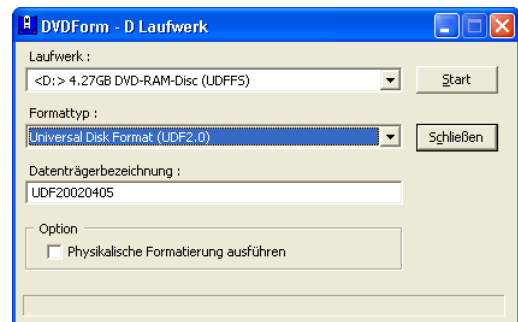 DVDForm - D Laufwerk
Laufwerk :
<D:> 4.27GB DVD-RAM-Disc (UDFFS)
Start
Formattyp :
Universal Disk Format (UDF2.0)
Schließen
Datenträgerbezeichnung :
UDF20020405
Option
Physikalische Formatierung ausführen